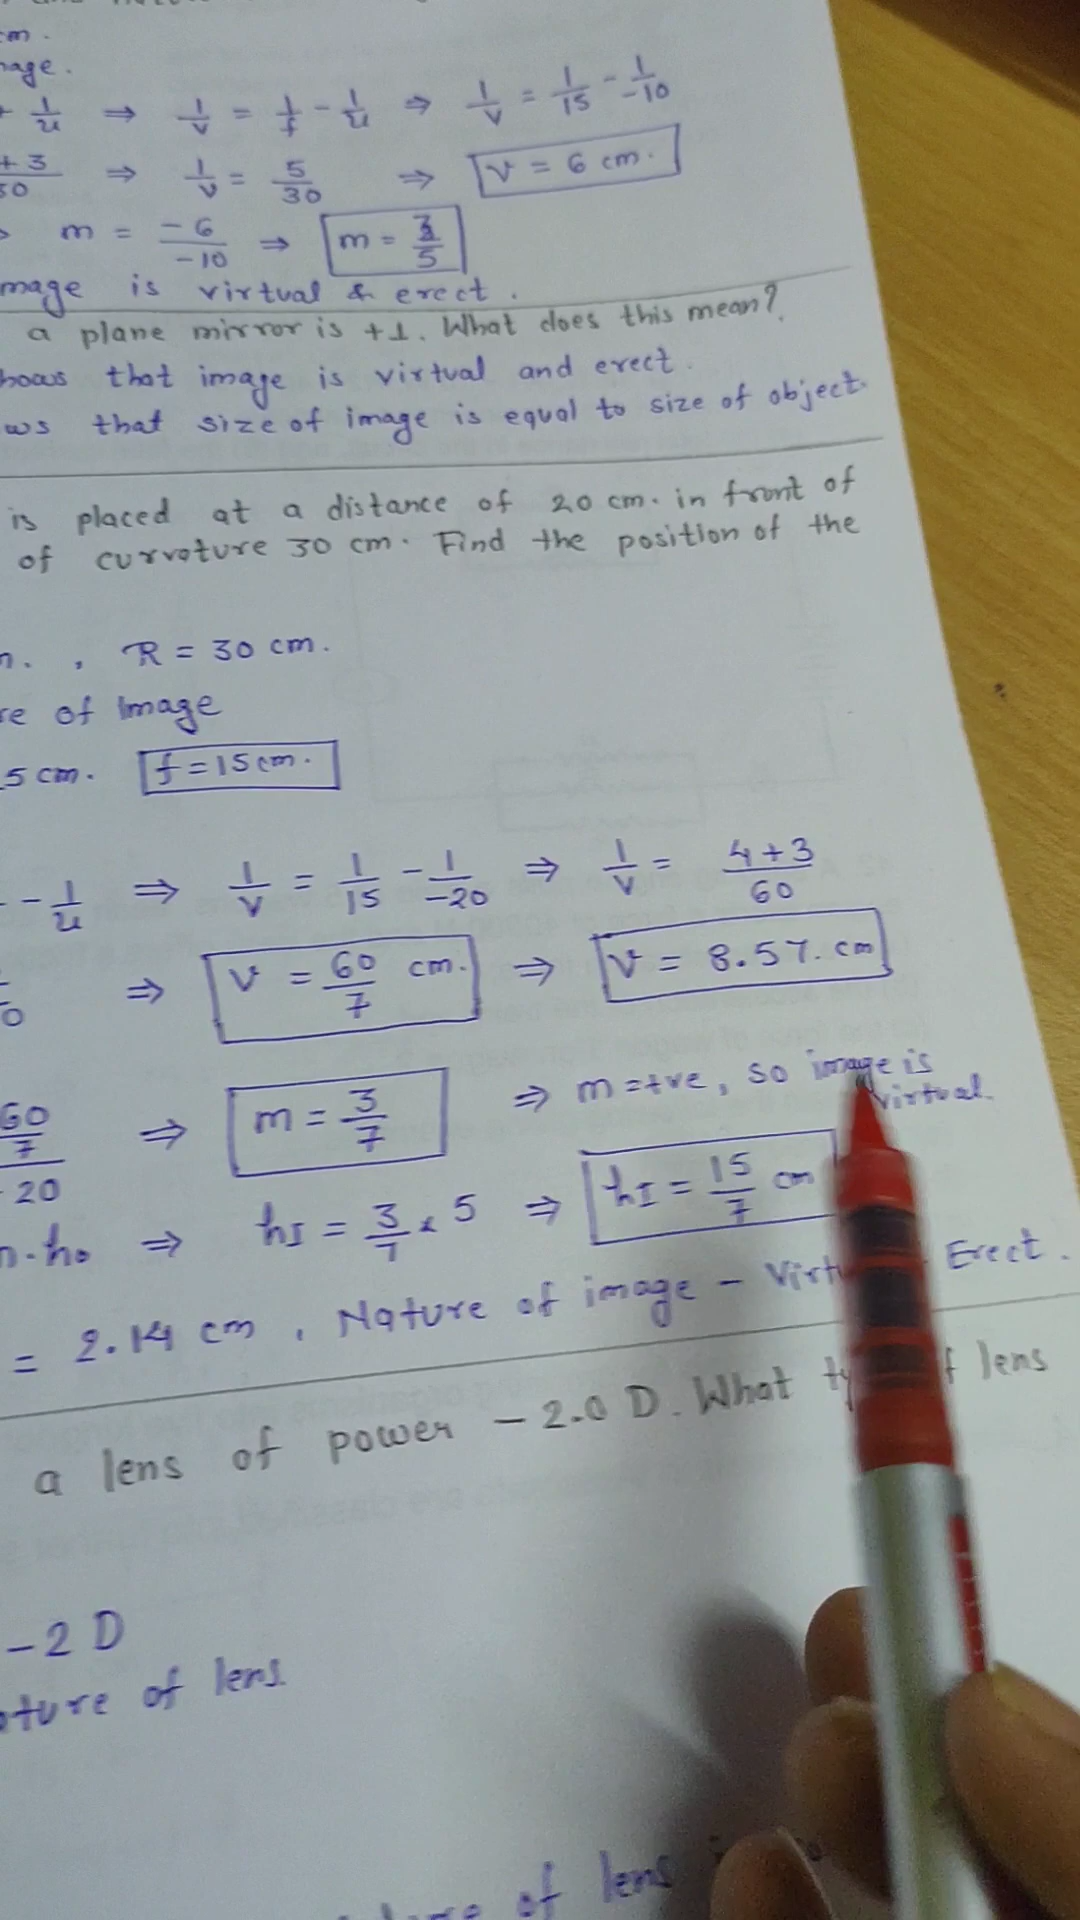 cm.
mage.
+ 1/u ⇒ 1/v = 1/f - 1/u ⇒ 1/v = 1/15 - 1/-10
+3/30 ⇒ 1/v = 5/30 ⇒ v = 6 cm.
m = -6/-10 ⇒ m = 3/5
mage is virtual & erect.
a plane mirror is +1. What does this mean?
hows that image is virtual and erect.
ws that size of image is equal to size of object.
is placed at a distance of 20 cm. in front of
of curvature 30 cm. Find the position of the
m. , R = 30 cm.
re of Image
5 cm. f = 15 cm.
- 1/u ⇒ 1/v = 1/15 - 1/-20 ⇒ 1/v = 4+3/60
⇒ v = 60/7 cm. ⇒ v = 8.57. cm
60/7 / -20 ⇒ m = 3/7 ⇒ m = +ve, so image is virtual.
m.ho ⇒ hI = 3/7 x 5 ⇒ hI = 15/7 cm
= 2.14 cm, Nature of image - Virtu Erect.
a lens of power -2.0 D. What ty f lens
-2 D
ture of lens
of lens